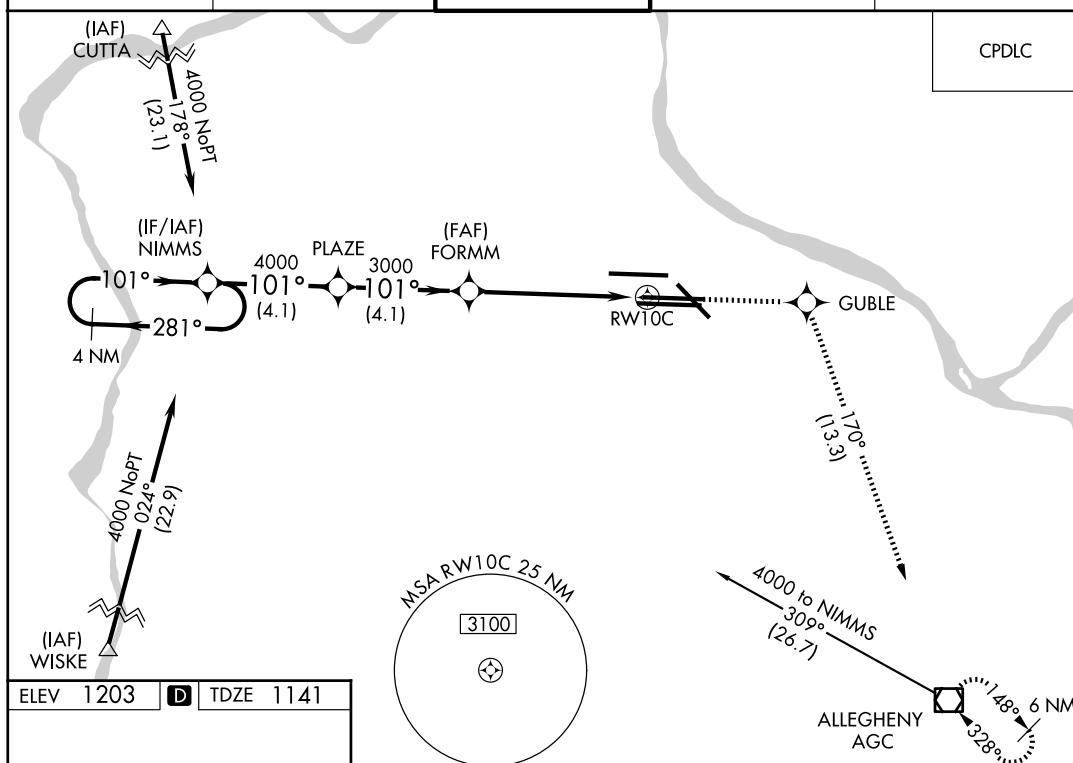 (IAF)
CUTTA
4000 NoPT
178°
(23.1)
CPDLC
(IF/IAF)
NIMMS
101°
281°
4 NM
4000
101°
(4.1)
PLAZE
3000
101°
(4.1)
(FAF)
FORMM
RW10C
GUBLE
170°
(13.3)
4000 NoPT
024°
(22.9)
(IAF)
WISKE
MSA RW10C 25 NM
3100
4000 to NIMMS
309°
(26.7)
ALLEGHENY
AGC
148°
328°
6 NM
ELEV 1203 D TDZE 1141